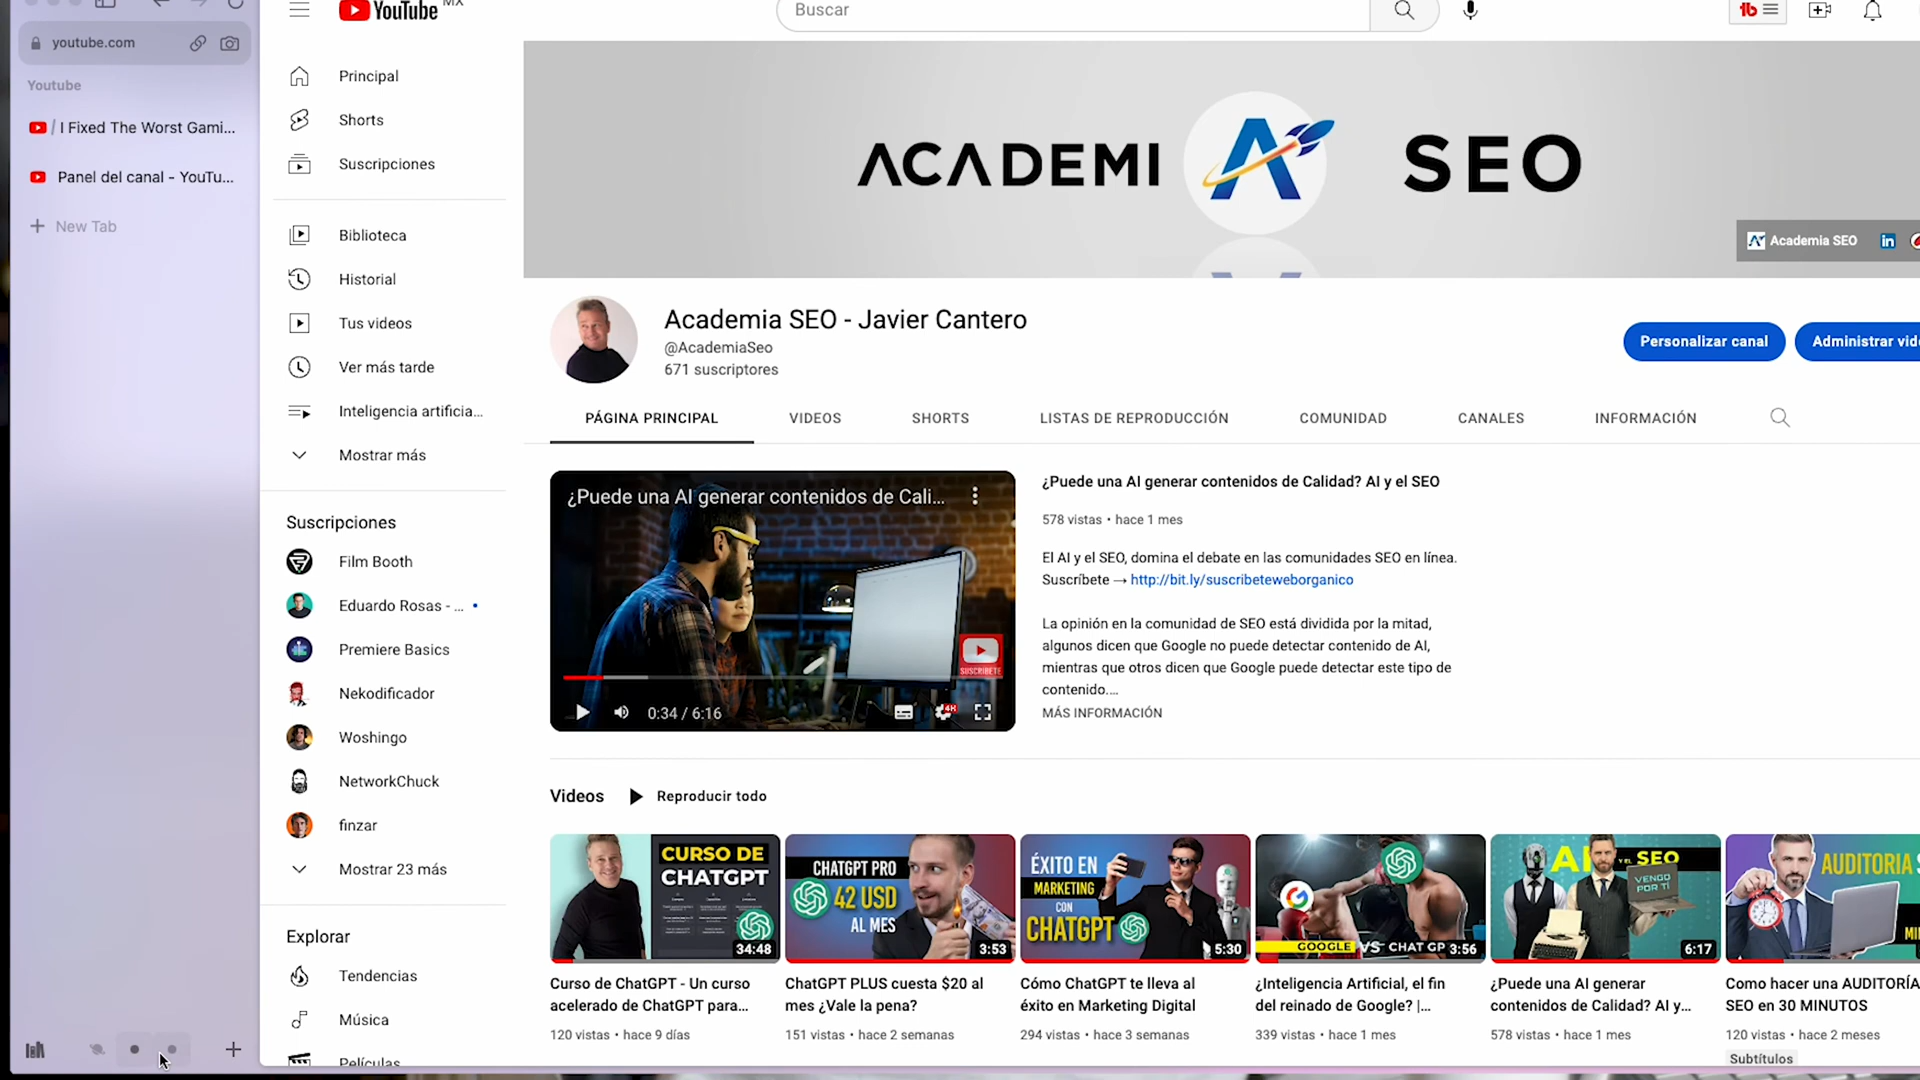 youtube.com
Youtube
/ I Fixed The Worst Gami...
Panel del canal - YouTu...
New Tab
YouTube MX
Buscar
Principal
Shorts
Suscripciones
Biblioteca
Historial
Tus videos
Ver más tarde
Inteligencia artificia...
Mostrar más
Suscripciones
Film Booth
Eduardo Rosas - ...
Premiere Basics
Nekodificador
Woshingo
NetworkChuck
finzar
Mostrar 23 más
Explorar
Tendencias
Música
Películas
ACADEMI A SEO
Academia SEO in
Academia SEO - Javier Cantero
@AcademiaSeo
671 suscriptores
Personalizar canal
Administrar vide
PÁGINA PRINCIPAL
VIDEOS
SHORTS
LISTAS DE REPRODUCCIÓN
COMUNIDAD
CANALES
INFORMACIÓN
¿Puede una AI generar contenidos de Cali...
SUSCRIBETE
0:34 / 6:16
4K
¿Puede una AI generar contenidos de Calidad? AI y el SEO
578 vistas • hace 1 mes
El AI y el SEO, domina el debate en las comunidades SEO en línea.
Suscríbete → http://bit.ly/suscribeteweborganico
La opinión en la comunidad de SEO está dividida por la mitad,
algunos dicen que Google no puede detectar contenido de AI,
mientras que otros dicen que Google puede detectar este tipo de
contenido....
MÁS INFORMACIÓN
Videos
Reproducir todo
CURSO DE
CHATGPT
34:48
Curso de ChatGPT - Un curso
acelerado de ChatGPT para...
120 vistas • hace 9 días
CHATGPT PRO
42 USD
AL MES
3:53
ChatGPT PLUS cuesta $20 al
mes ¿Vale la pena?
151 vistas • hace 2 semanas
ÉXITO EN
MARKETING
CON
CHATGPT
5:30
Cómo ChatGPT te lleva al
éxito en Marketing Digital
294 vistas • hace 3 semanas
GOOGLE VS CHAT GP
3:56
¿Inteligencia Artificial, el fin
del reinado de Google? |...
339 vistas • hace 1 mes
AI Y EL SEO
VENGO
POR TÍ
6:17
¿Puede una AI generar
contenidos de Calidad? AI y...
578 vistas • hace 1 mes
AUDITORIA S
MI
Como hacer una AUDITORÍA
SEO en 30 MINUTOS
120 vistas • hace 2 meses
Subtítulos